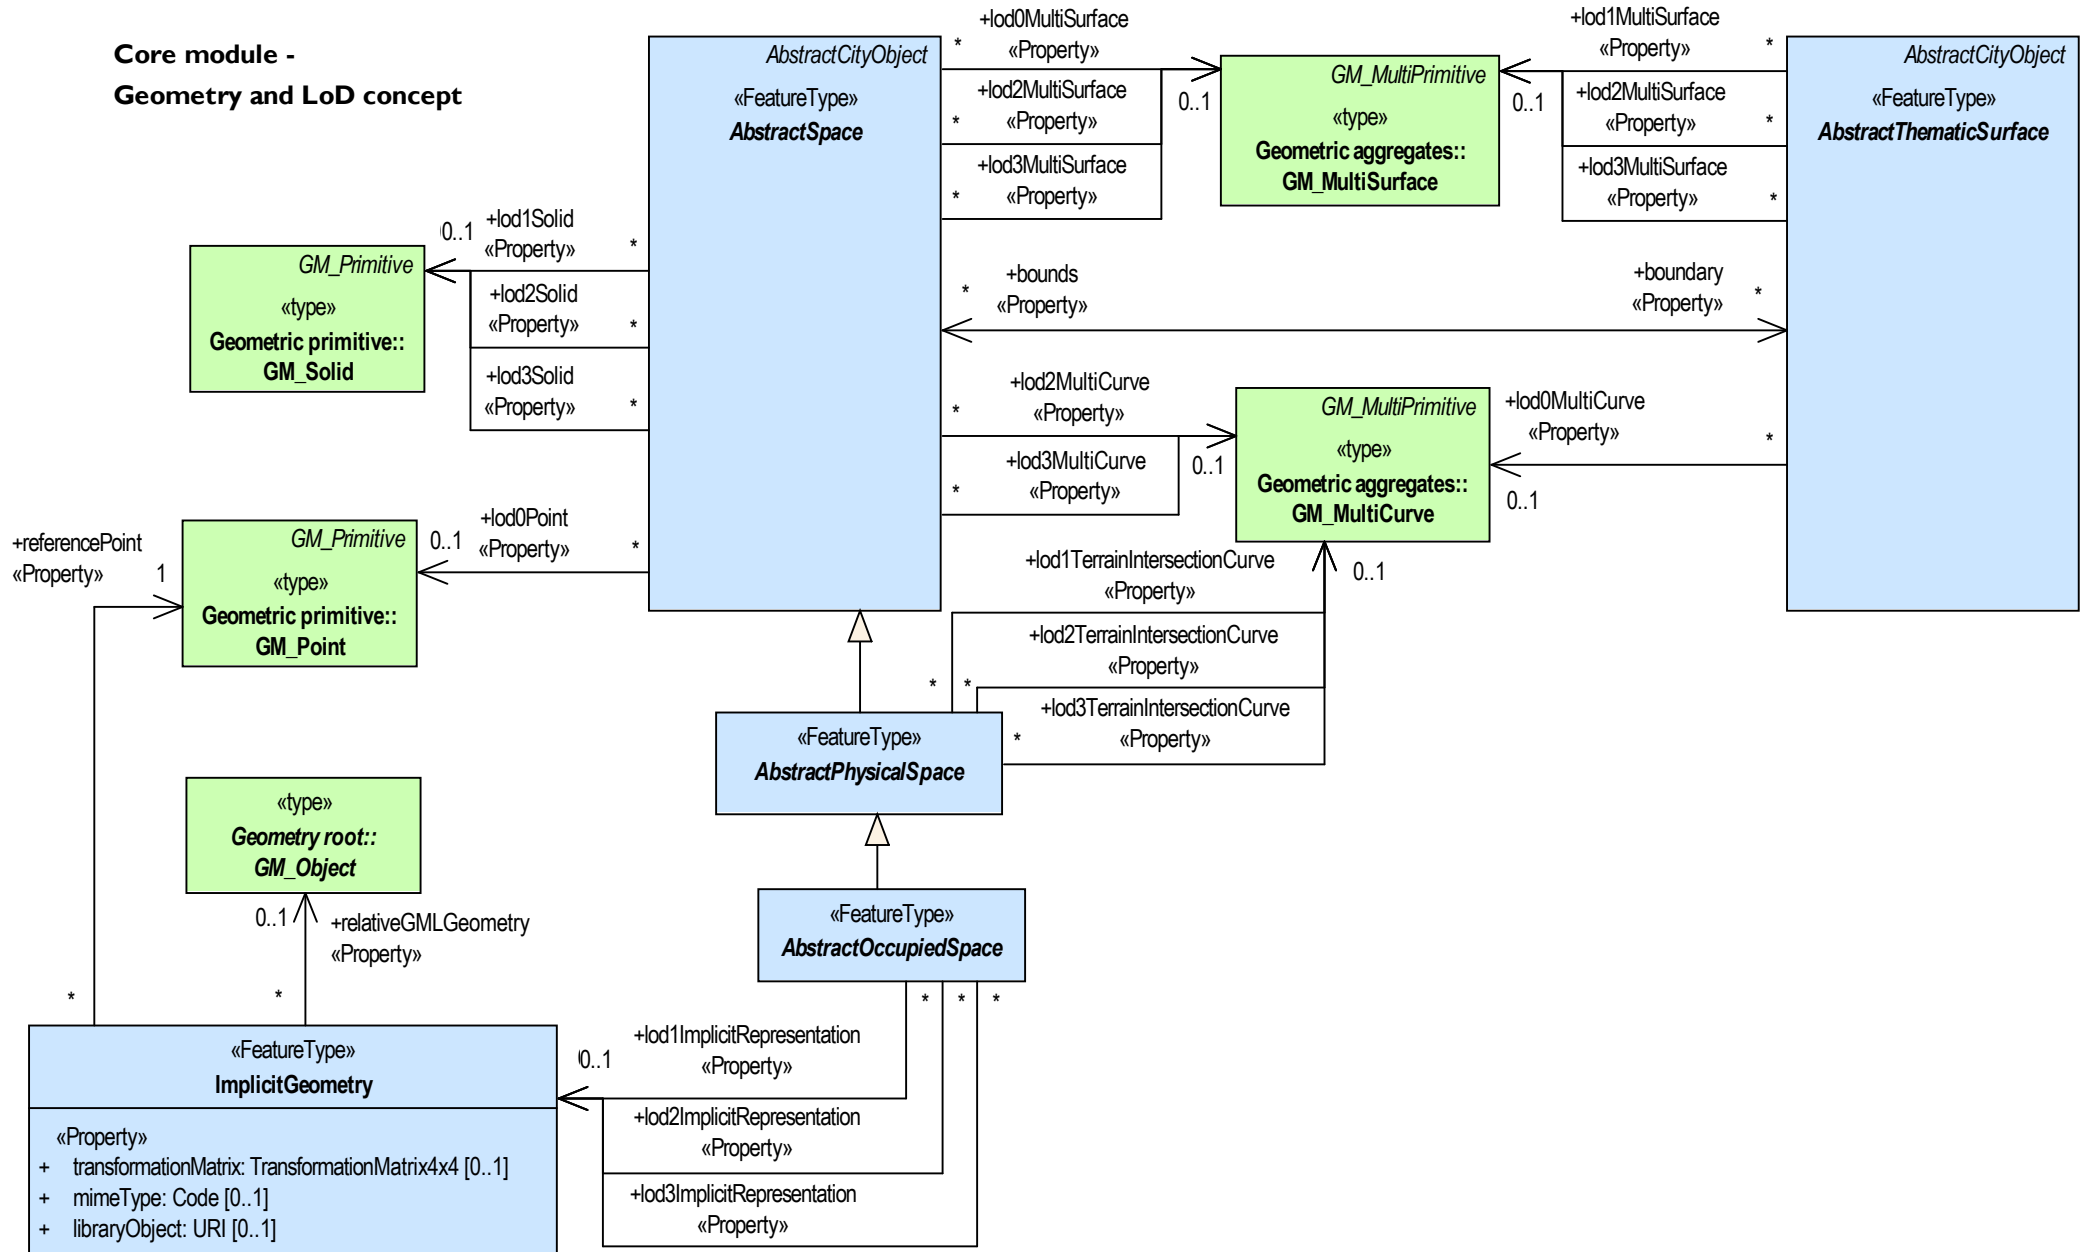 Core module -
Geometry and LoD concept
AbstractCityObject
«FeatureType»
AbstractSpace
+lod0MultiSurface
«Property»
*
+lod2MultiSurface
«Property»
*
+lod3MultiSurface
«Property»
*
0..1
GM_MultiPrimitive
«type»
Geometric aggregates::
GM_MultiSurface
0..1
+lod1MultiSurface
«Property»
*
+lod2MultiSurface
«Property»
*
+lod3MultiSurface
«Property»
*
AbstractCityObject
«FeatureType»
AbstractThematicSurface
0..1
+lod1Solid
«Property»
*
+lod2Solid
«Property»
*
+lod3Solid
«Property»
*
GM_Primitive
«type»
Geometric primitive::
GM_Solid
+bounds
«Property»
*
+boundary
«Property»
*
+lod2MultiCurve
«Property»
*
+lod3MultiCurve
«Property»
*
0..1
GM_MultiPrimitive
«type»
Geometric aggregates::
GM_MultiCurve
+lod0MultiCurve
«Property»
*
0..1
+referencePoint
«Property»
1
GM_Primitive
«type»
Geometric primitive::
GM_Point
0..1
+lod0Point
«Property»
*
+lod1TerrainIntersectionCurve
«Property»
0..1
+lod2TerrainIntersectionCurve
«Property»
*
*
+lod3TerrainIntersectionCurve
«Property»
*
«FeatureType»
AbstractPhysicalSpace
«type»
Geometry root::
GM_Object
0..1
+relativeGMLGeometry
«Property»
*
*
«FeatureType»
AbstractOccupiedSpace
*
*
*
+lod1ImplicitRepresentation
«Property»
0..1
+lod2ImplicitRepresentation
«Property»
+lod3ImplicitRepresentation
«Property»
«FeatureType»
ImplicitGeometry
«Property»
+ transformationMatrix: TransformationMatrix4x4 [0..1]
+ mimeType: Code [0..1]
+ libraryObject: URI [0..1]